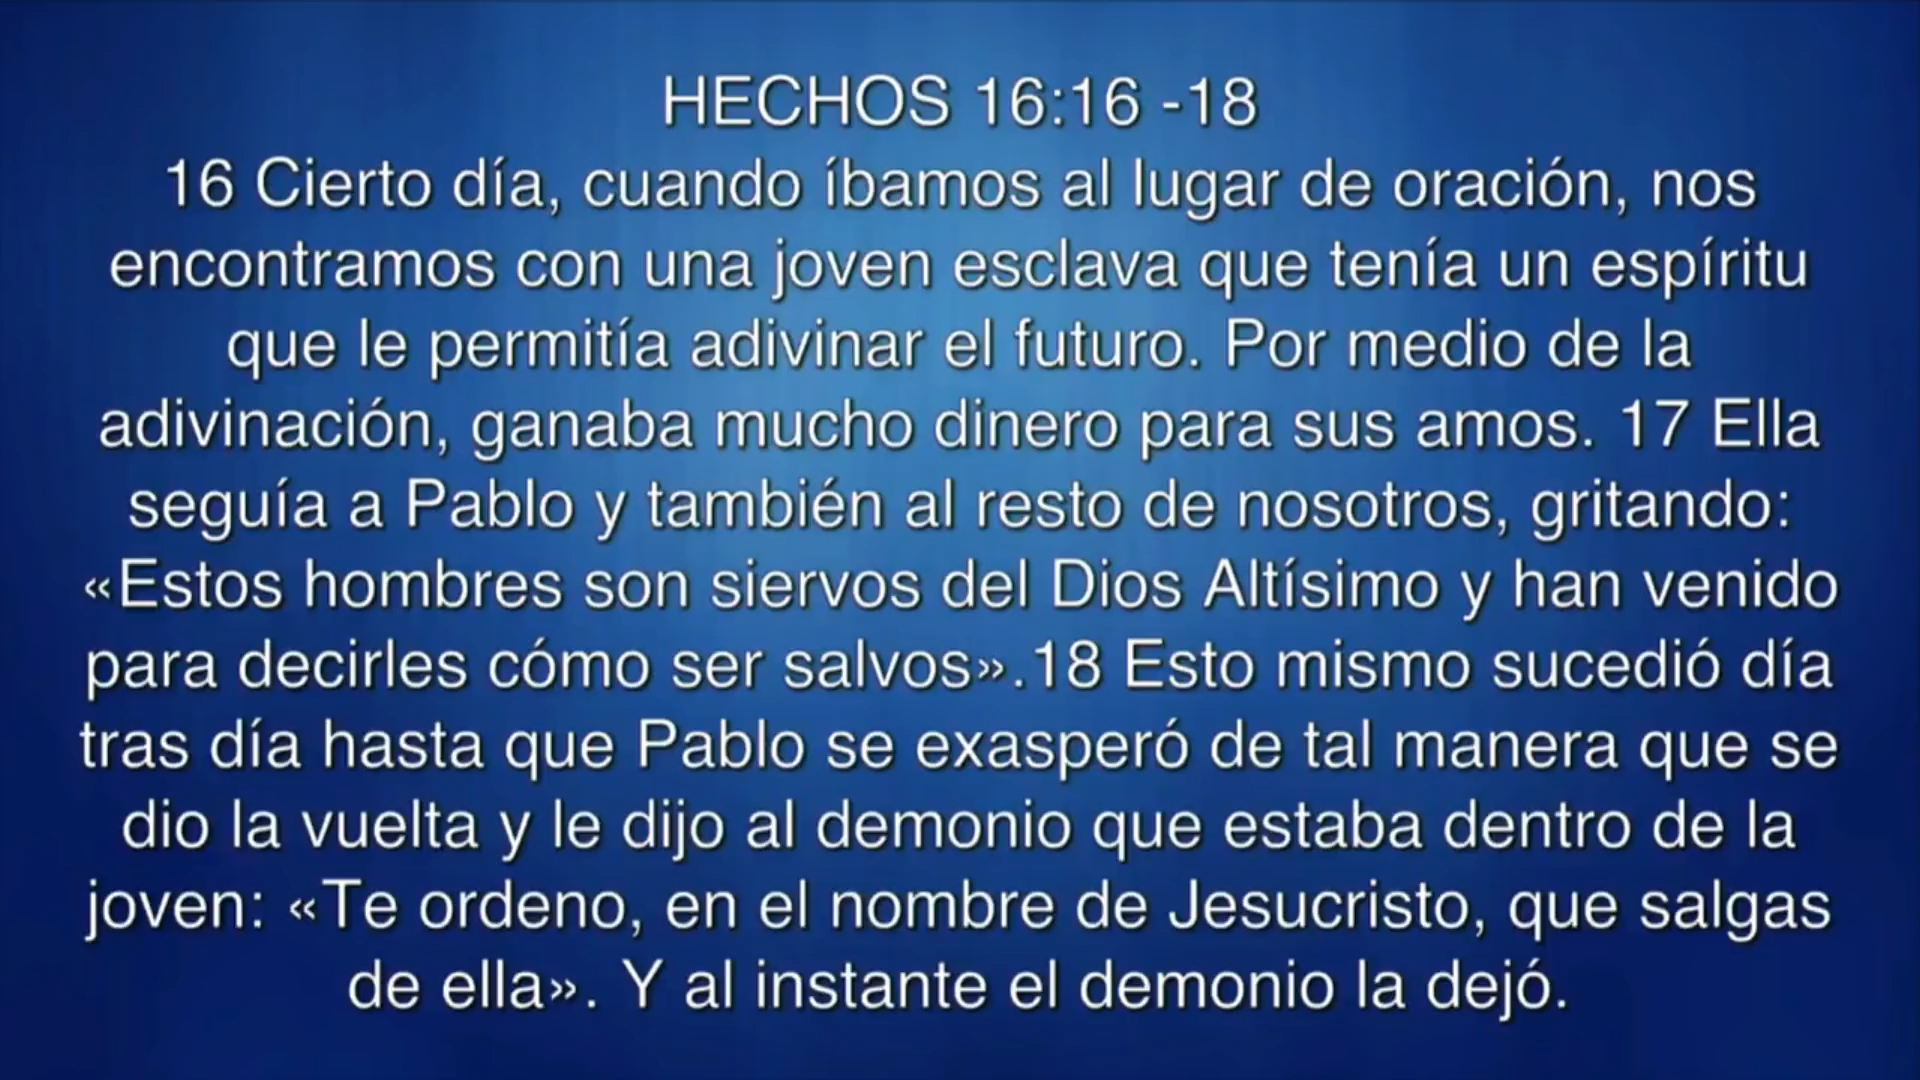 HECHOS 16:16 -18
16 Cierto día, cuando íbamos al lugar de oración, nos
encontramos con una joven esclava que tenía un espíritu
que le permitía adivinar el futuro. Por medio de la
adivinación, ganaba mucho dinero para sus amos. 17 Ella
seguía a Pablo y también al resto de nosotros, gritando:
«Estos hombres son siervos del Dios Altísimo y han venido
para decirles cómo ser salvos».18 Esto mismo sucedió día
tras día hasta que Pablo se exasperó de tal manera que se
dio la vuelta y le dijo al demonio que estaba dentro de la
joven: «Te ordeno, en el nombre de Jesucristo, que salgas
de ella». Y al instante el demonio la dejó.